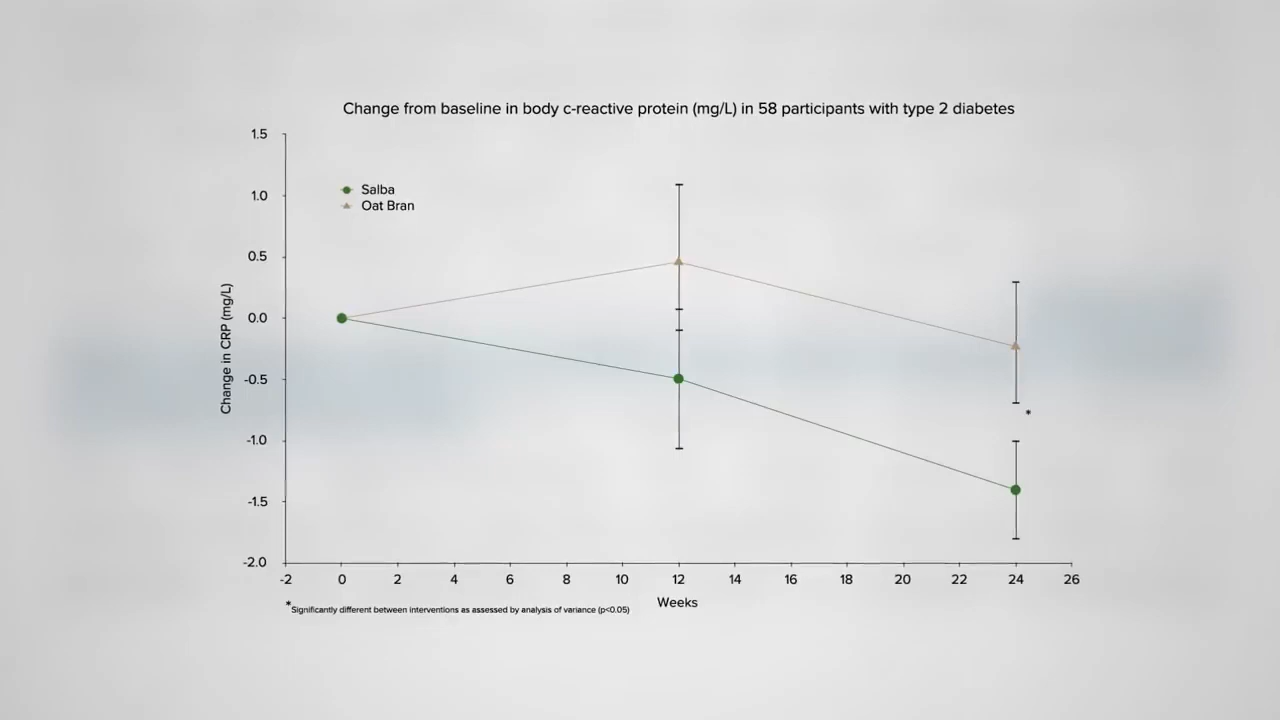 Change from baseline in body c-reactive protein (mg/L) in 58 participants with type 2 diabetes
1.5
Salba
1.0
Oat Bran
0.5
0.0
Change in CRP (mg/L)
-0.5
*
-1.0
-1.5
-2.0
-2 0 2 4 6 8 10 12 14 16 18 20 22 24 26
Weeks
*Significantly different between interventions as assessed by analysis of variance (p<0.05)